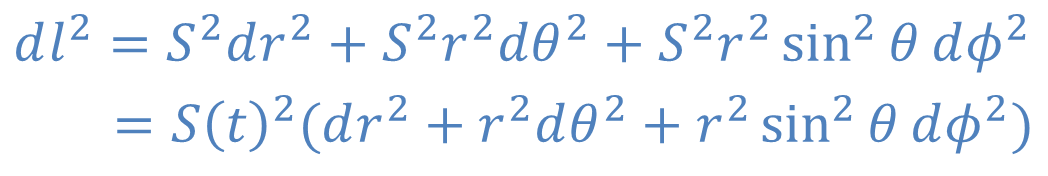 dl² = S²dr² + S²r²dθ² + S²r² sin² θ dϕ²
= S(t)²(dr² + r²dθ² + r² sin² θ dϕ²)